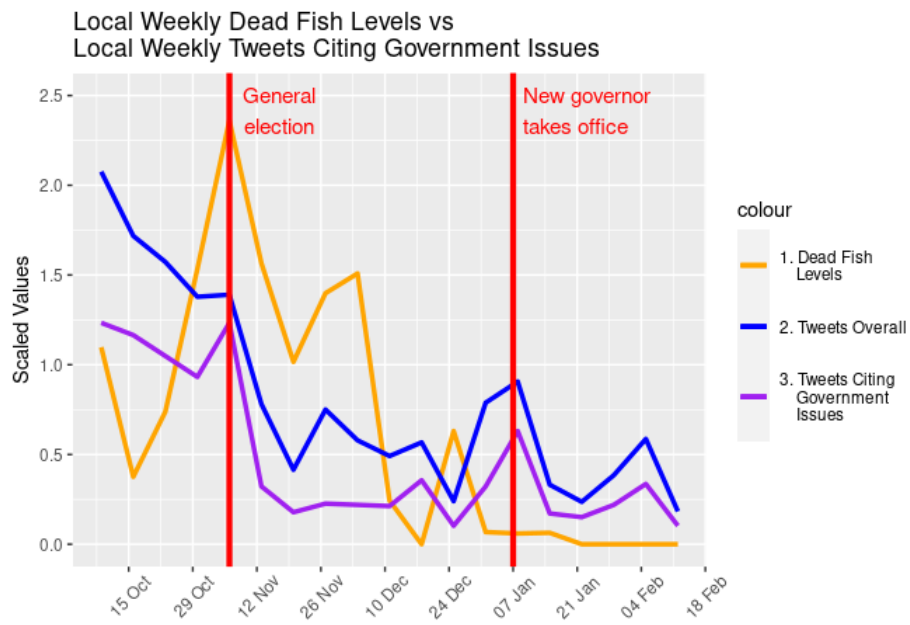 Local Weekly Dead Fish Levels vs
Local Weekly Tweets Citing Government Issues
Scaled Values
2.5
2.0
1.5
1.0
0.5
0.0
General
election
New governor
takes office
15 Oct
29 Oct
12 Nov
26 Nov
10 Dec
24 Dec
07 Jan
21 Jan
04 Feb
18 Feb
colour
1. Dead Fish
Levels
2. Tweets Overall
3. Tweets Citing
Government
Issues